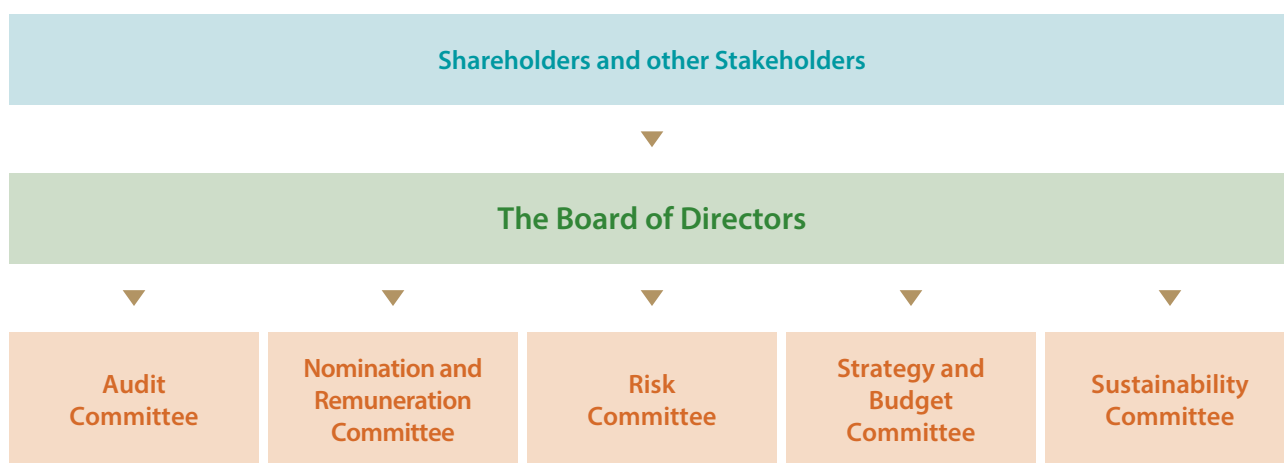 Shareholders and other Stakeholders
The Board of Directors
Audit
Committee
Nomination and
Remuneration
Committee
Risk
Committee
Strategy and
Budget
Committee
Sustainability
Committee